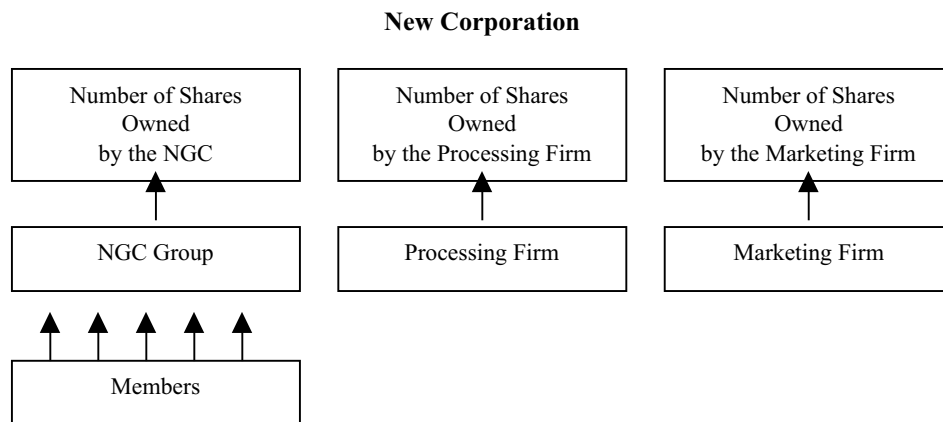 New Corporation
Number of Shares
Owned
by the NGC
Number of Shares
Owned
by the Processing Firm
Number of Shares
Owned
by the Marketing Firm
NGC Group
Processing Firm
Marketing Firm
Members